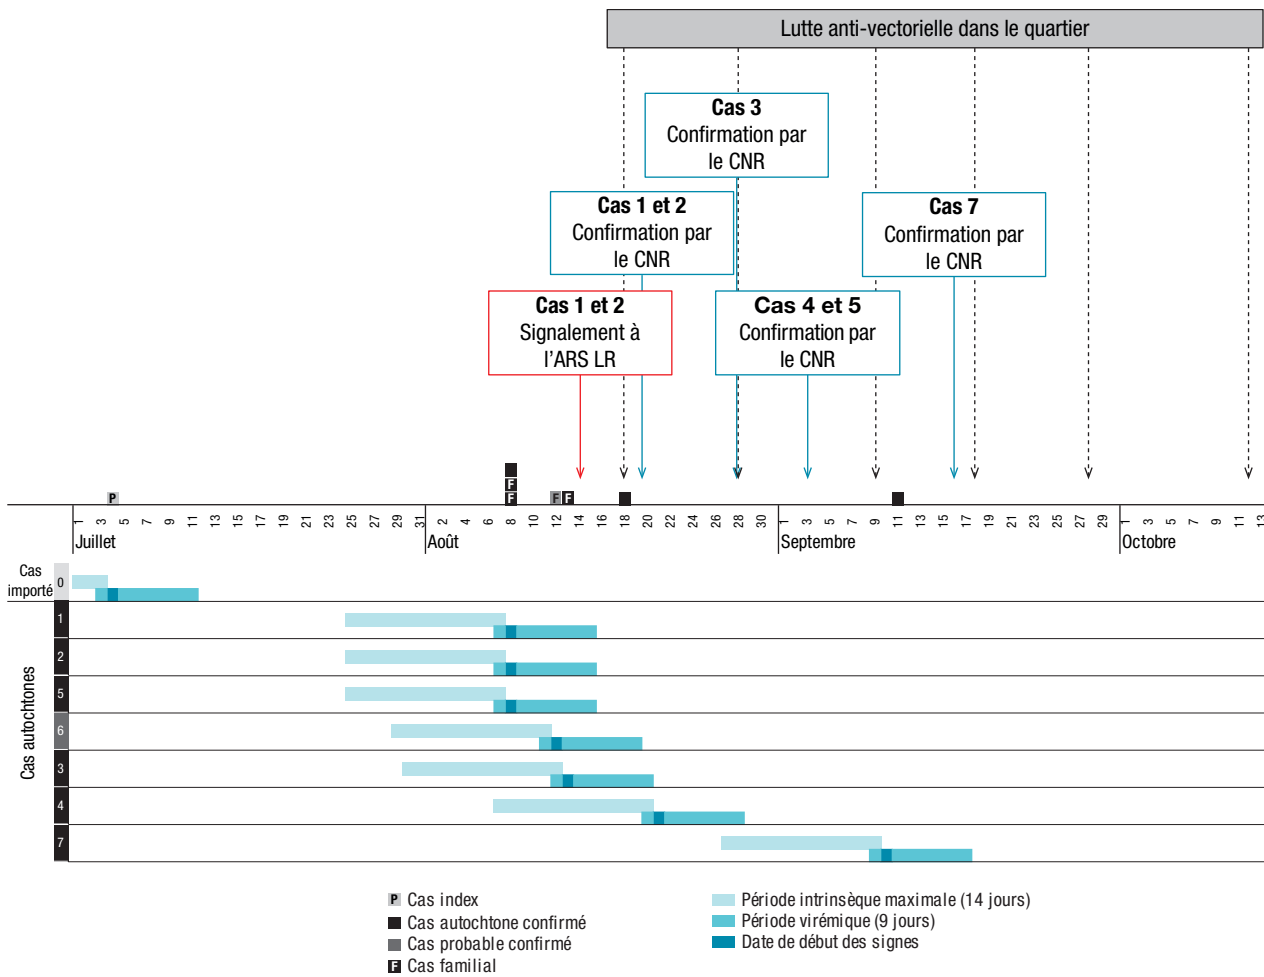 Lutte anti-vectorielle dans le quartier
Cas 3
Confirmation par
le CNR
Cas 1 et 2
Confirmation par
le CNR
Cas 7
Confirmation par
le CNR
Cas 1 et 2
Signalement à
l'ARS LR
Cas 4 et 5
Confirmation par
le CNR
P
F
F
F
F
1 3 5 7 9 11 13 15 17 19 21 23 25 27 29 31 2 4 6 8 10 12 14 16 18 20 22 24 26 28 30 1 3 5 7 9 11 13 15 17 19 21 23 25 27 29 1 3 5 7 9 11 13
Juillet Août Septembre Octobre
Cas
importé
0
Cas autochtones
1
2
5
6
3
4
7
P Cas index
Cas autochtone confirmé
Cas probable confirmé
F Cas familial
Période intrinsèque maximale (14 jours)
Période virémique (9 jours)
Date de début des signes